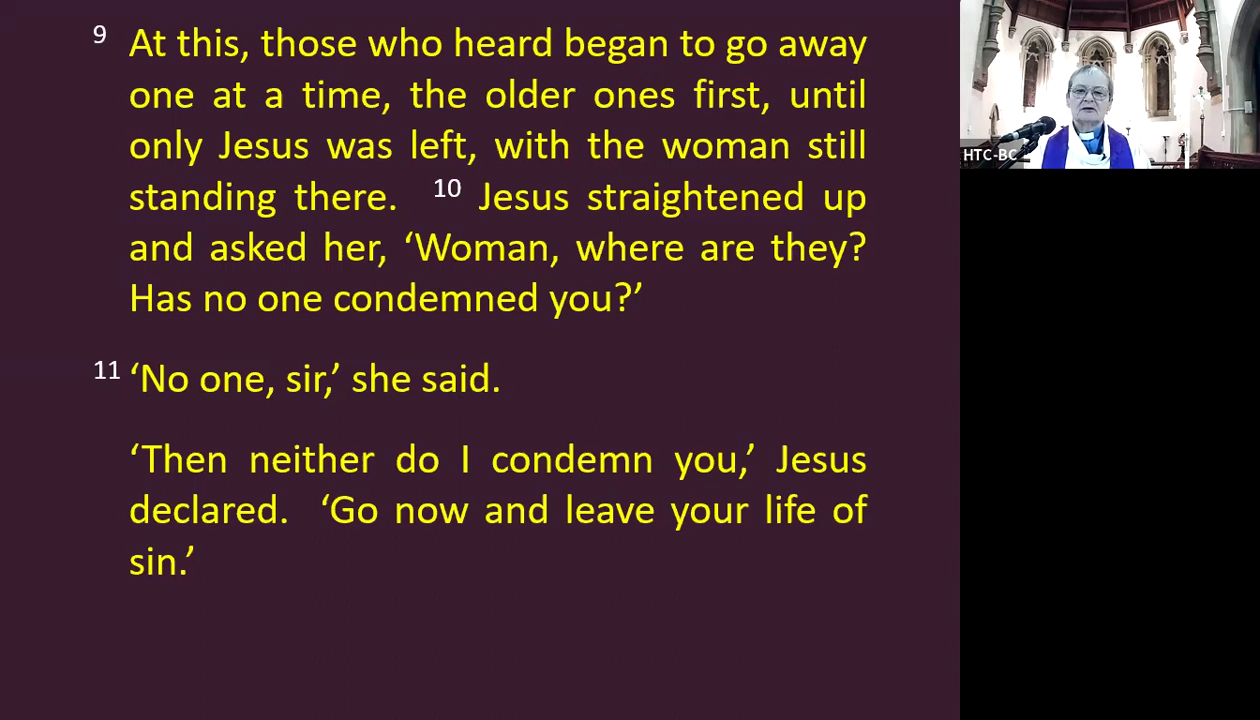 9 At this, those who heard began to go away
one at a time, the older ones first, until
only Jesus was left, with the woman still
standing there. 10 Jesus straightened up
and asked her, ‘Woman, where are they?
Has no one condemned you?’
11 ‘No one, sir,’ she said.
‘Then neither do I condemn you,’ Jesus
declared. ‘Go now and leave your life of
sin.’
HTC-BC